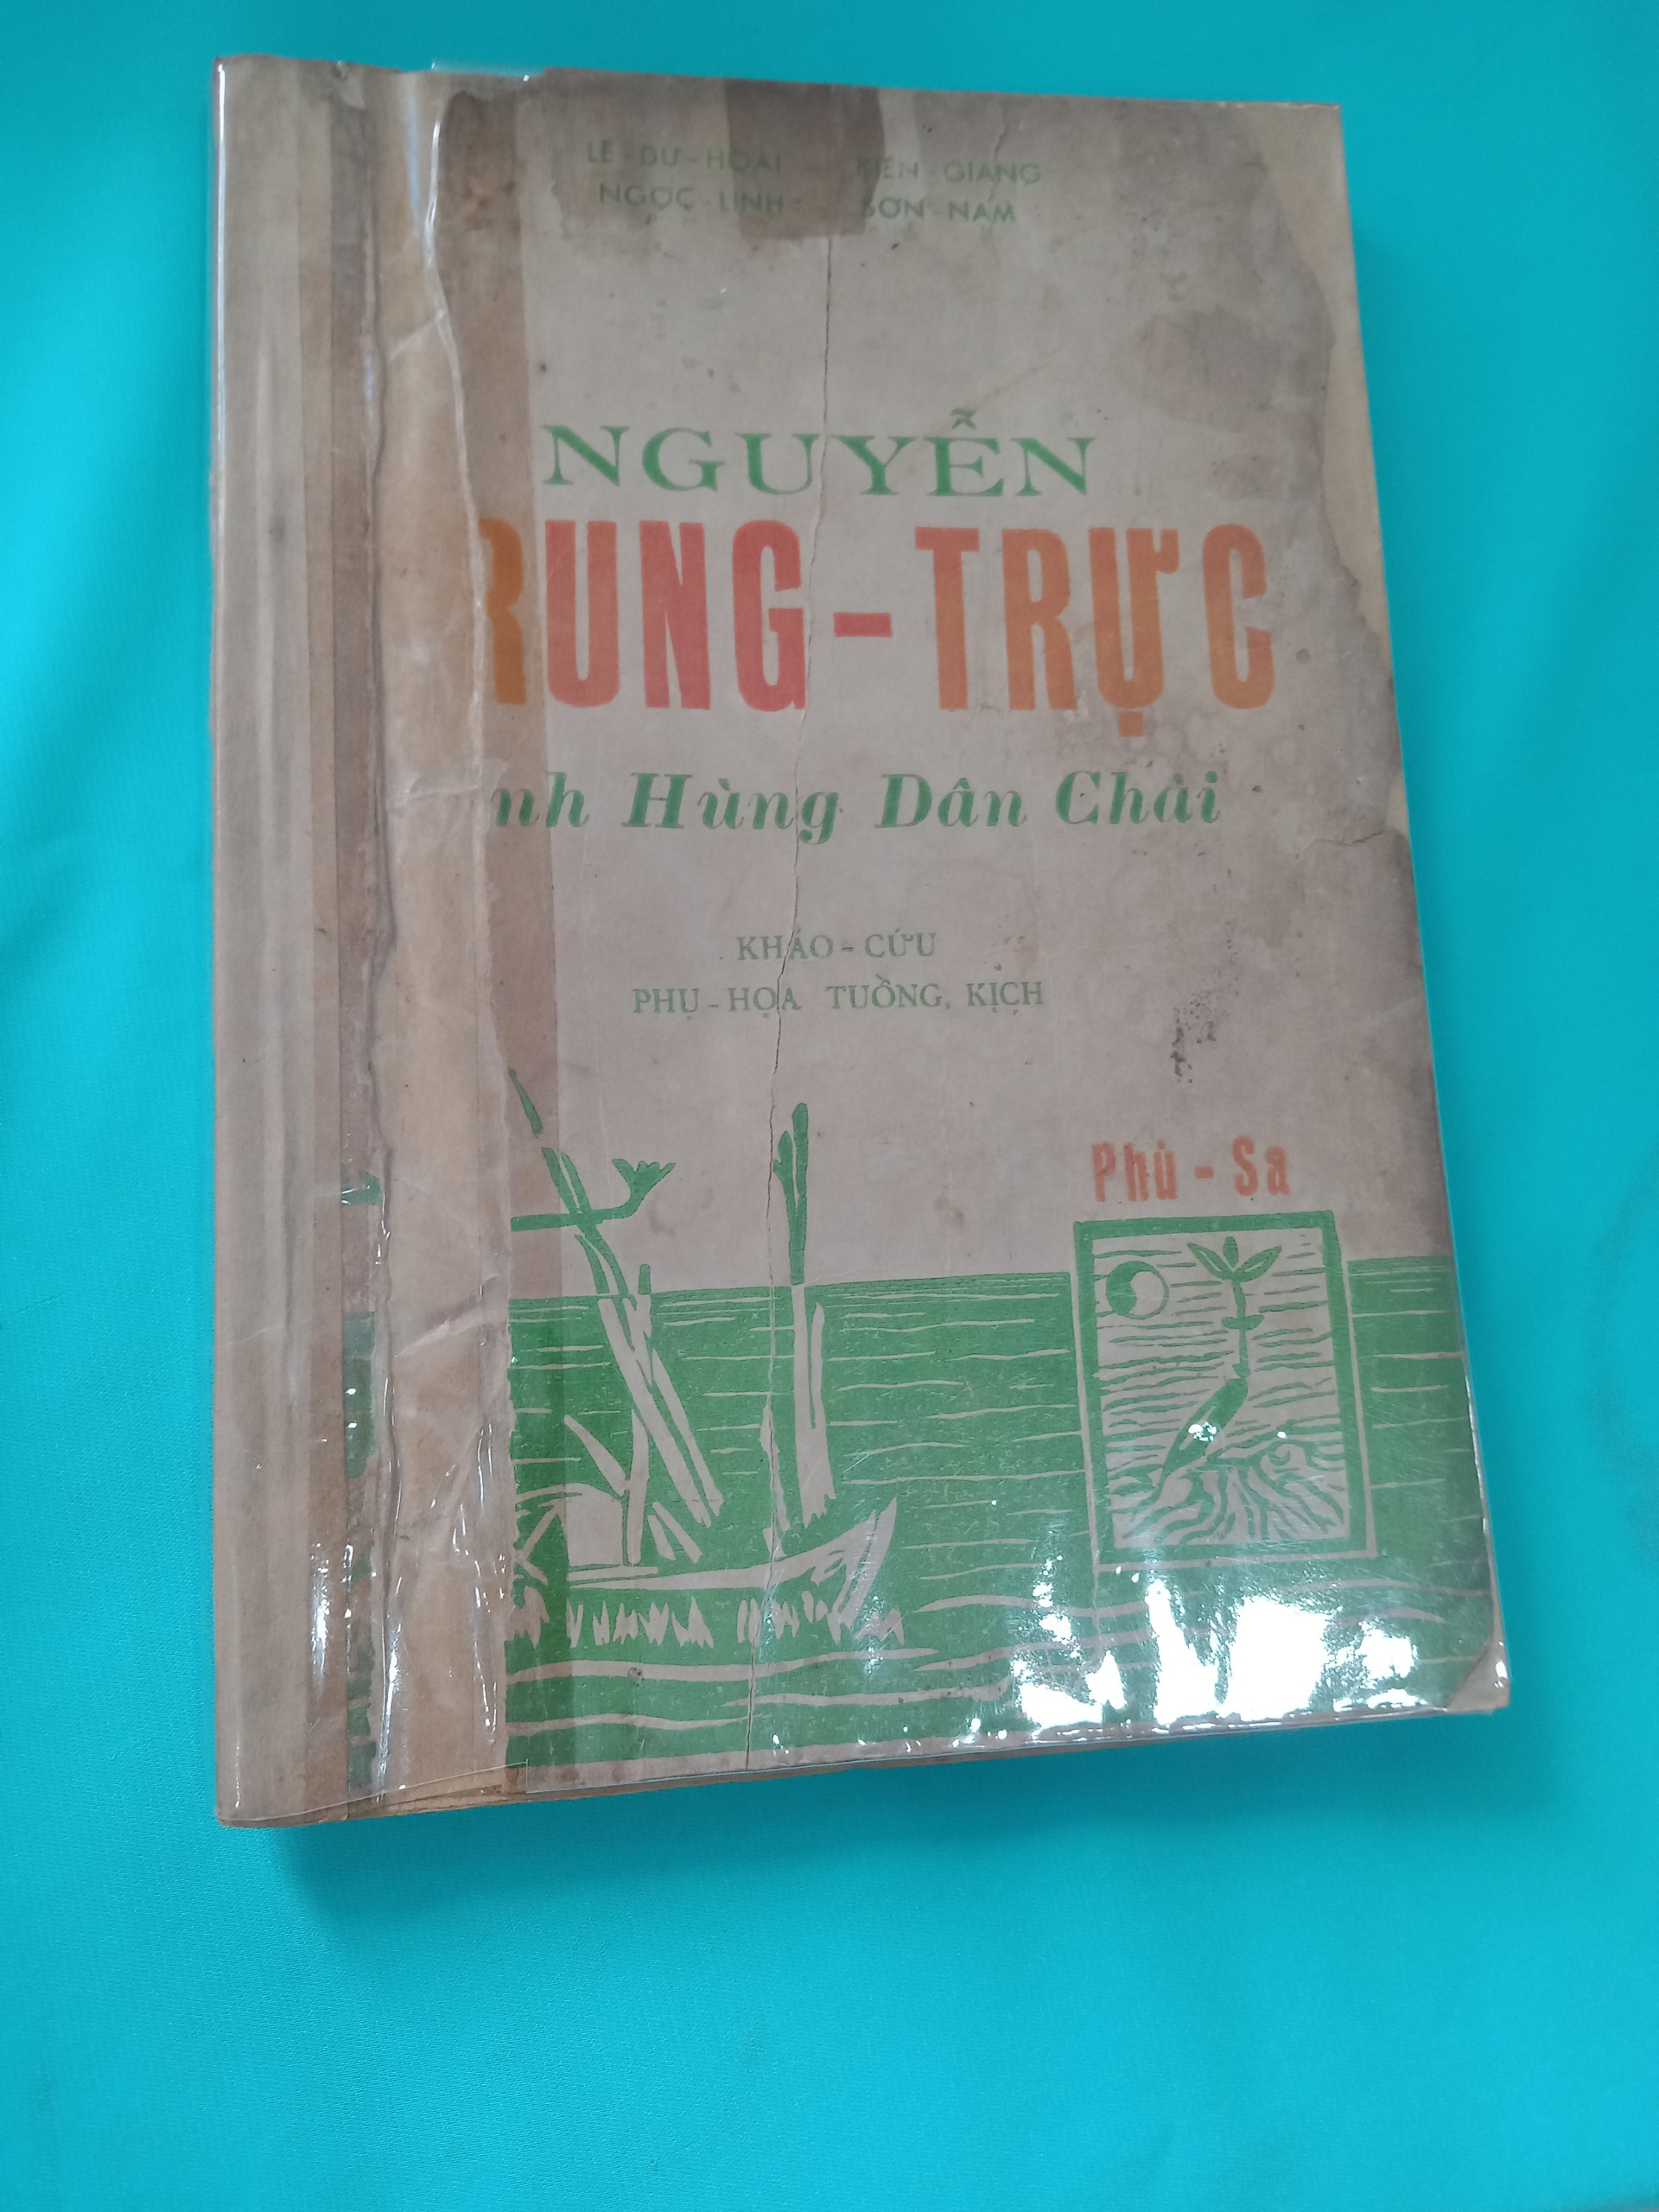 LÊ - DƯ - HOÀI KIÊN - GIANG
NGỌC - LINH SƠN - NAM
NGUYỄN
RUNG - TRỰC
nh Hùng Dân Chài
KHẢO - CỨU
PHỤ - HỌA TUỒNG, KỊCH
Phù - Sa